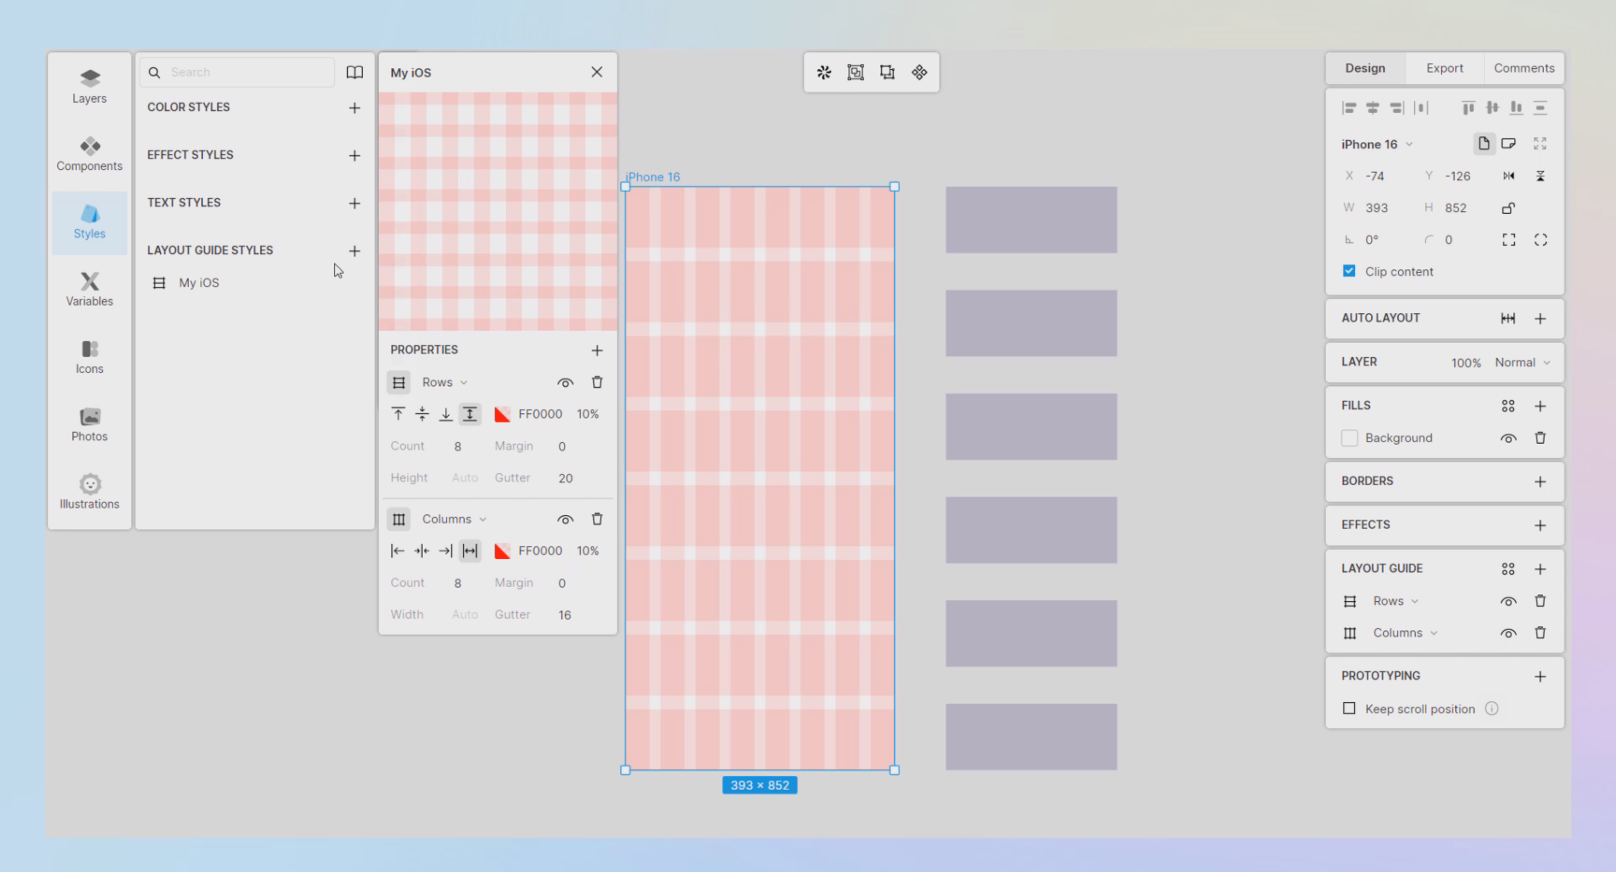 Layers
Components
Styles
Variables
Icons
Photos
Illustrations
Search
COLOR STYLES
EFFECT STYLES
TEXT STYLES
LAYOUT GUIDE STYLES
My iOS
My iOS
PROPERTIES
Rows
FF0000 10%
Count 8 Margin 0
Height Auto Gutter 20
Columns
FF0000 10%
Count 8 Margin 0
Width Auto Gutter 16
iPhone 16
393 × 852
Design Export Comments
iPhone 16
X -74 Y -126
W 393 H 852
0° 0
Clip content
AUTO LAYOUT
LAYER 100% Normal
FILLS
Background
BORDERS
EFFECTS
LAYOUT GUIDE
Rows
Columns
PROTOTYPING
Keep scroll position